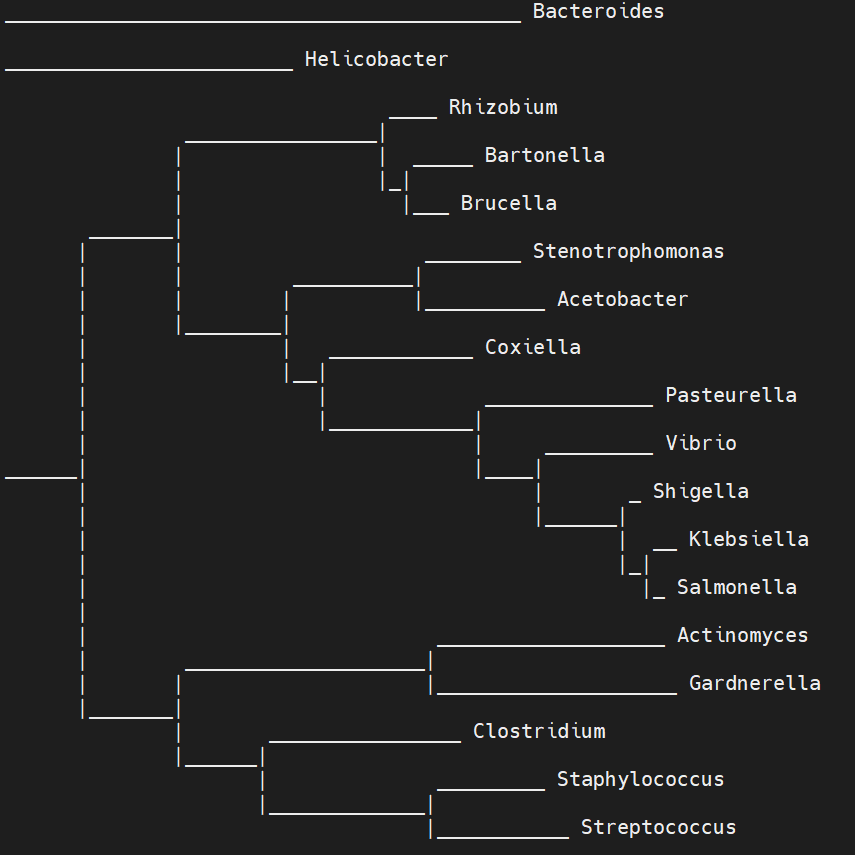 Bacteroides
Helicobacter
Rhizobium
Bartonella
Brucella
Stenotrophomonas
Acetobacter
Coxiella
Pasteurella
Vibrio
Shigella
Klebsiella
Salmonella
Actinomyces
Gardnerella
Clostridium
Staphylococcus
Streptococcus